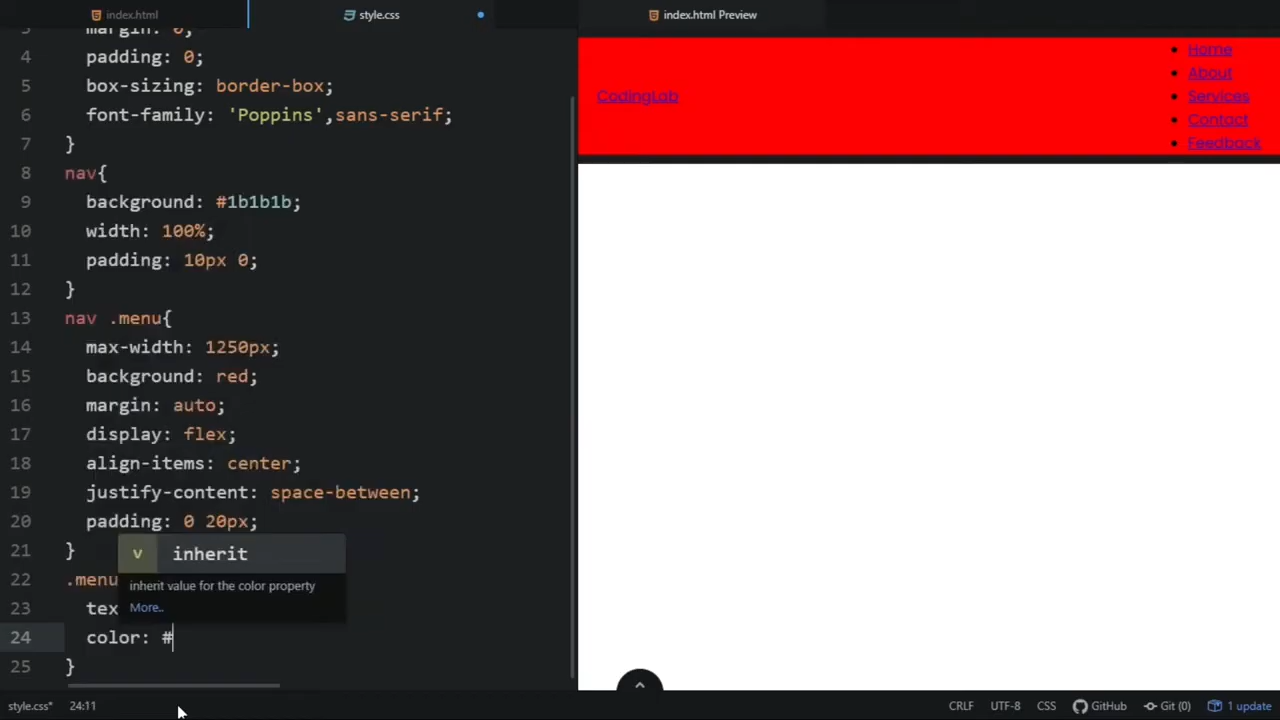 index.html
style.css
index.html Preview
3 margin: 0;
4 padding: 0;
5 box-sizing: border-box;
6 font-family: 'Poppins',sans-serif;
7 }
8 nav{
9 background: #1b1b1b;
10 width: 100%;
11 padding: 10px 0;
12 }
13 nav .menu{
14 max-width: 1250px;
15 background: red;
16 margin: auto;
17 display: flex;
18 align-items: center;
19 justify-content: space-between;
20 padding: 0 20px;
21 }
22 .menu
23 tex
24 color: #
25 }
v inherit
inherit value for the color property
More..
CodingLab
Home
About
Services
Contact
Feedback
style.css* 24:11
CRLF UTF-8 CSS GitHub Git (0) 1 update